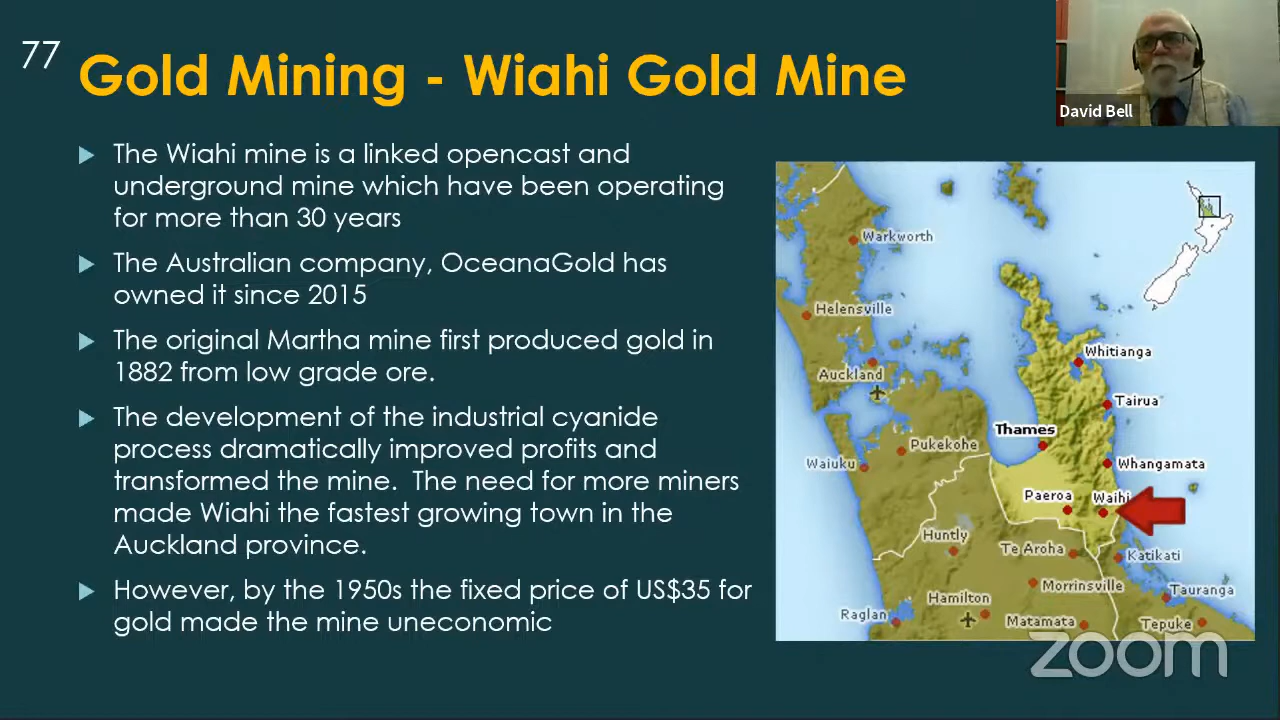 77
Gold Mining - Wiahi Gold Mine
David Bell
The Wiahi mine is a linked opencast and
underground mine which have been operating
for more than 30 years
The Australian company, OceanaGold has
owned it since 2015
The original Martha mine first produced gold in
1882 from low grade ore.
The development of the industrial cyanide
process dramatically improved profits and
transformed the mine. The need for more miners
made Wiahi the fastest growing town in the
Auckland province.
However, by the 1950s the fixed price of US$35 for
gold made the mine uneconomic
Warkworth
Helensville
Whitianga
Auckland
Tairua
Thames
Pukekohe
Waiuku
Whangamata
Paeroa
Waihi
Huntly
Te Aroha
Katikati
Morrinsville
Tauranga
Hamilton
Raglan
Matamata
Tepuke
zoom